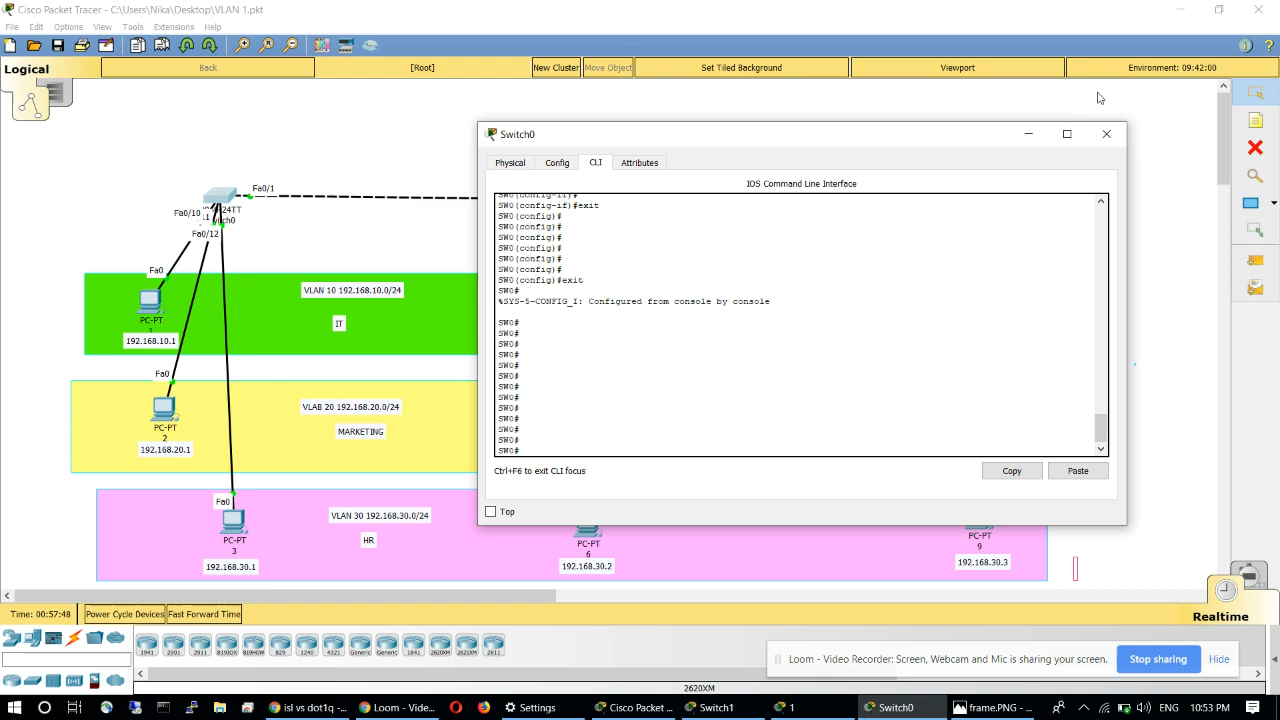 Cisco Packet Tracer - C:\Users\Nika\Desktop\VLAN 1.pkt
File Edit Options View Tools Extensions Help
Logical Back [Root] New Cluster Move Object Set Tiled Background Viewport Environment: 09:42:00
Fa0/1
Fa0/10
24TT
Fa0/12
Fa0
PC-PT
1
192.168.10.1
VLAN 10 192.168.10.0/24
IT
Fa0
PC-PT
2
192.168.20.1
VLAB 20 192.168.20.0/24
MARKETING
Fa0
PC-PT
3
192.168.30.1
VLAN 30 192.168.30.0/24
HR
PC-PT
6
192.168.30.2
PC-PT
9
192.168.30.3
Switch0
Physical Config CLI Attributes
IOS Command Line Interface
SW0(config-if)#
SW0(config-if)#exit
SW0(config)#
SW0(config)#
SW0(config)#
SW0(config)#
SW0(config)#
SW0(config)#
SW0(config)#exit
SW0#
%SYS-5-CONFIG_I: Configured from console by console
SW0#
SW0#
SW0#
SW0#
SW0#
SW0#
SW0#
SW0#
SW0#
SW0#
SW0#
SW0#
SW0#
Ctrl+F6 to exit CLI focus
Copy Paste
Top
Time: 00:57:48 Power Cycle Devices Fast Forward Time
Realtime
1941 2901 2911 819IOX 819HGW 829 1240 4321 Generic Generic 1841 2620XM 2621XM 2811
Loom - Video Recorder: Screen, Webcam and Mic is sharing your screen. Stop sharing Hide
2620XM
isl vs dot1q -... Loom - Vide... Settings Cisco Packet ... Switch1 1 Switch0 frame.PNG -... ENG 10:53 PM